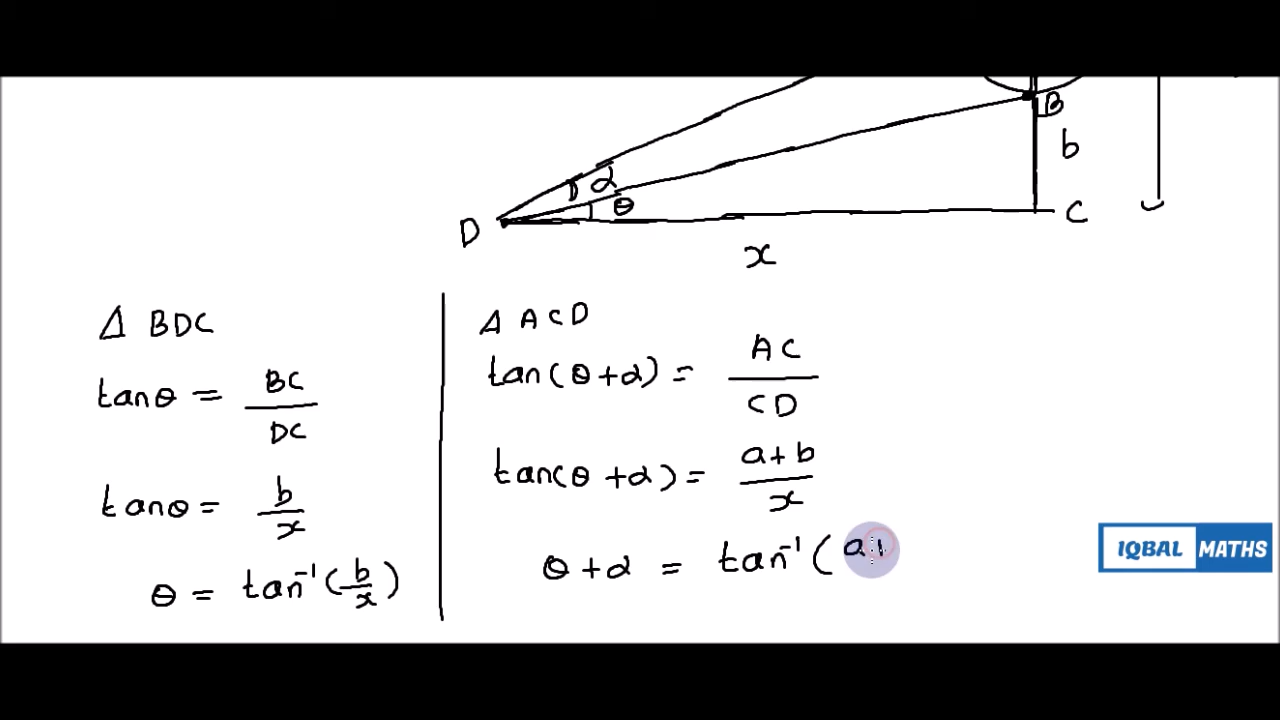 B
b
α
θ
D
C
x
Δ BDC
tanθ = BC / DC
tanθ = b / x
θ = tan⁻¹(b/x)
Δ ACD
tan(θ+α) = AC / CD
tan(θ+α) = a+b / x
θ+α = tan⁻¹(a
IQBAL MATHS